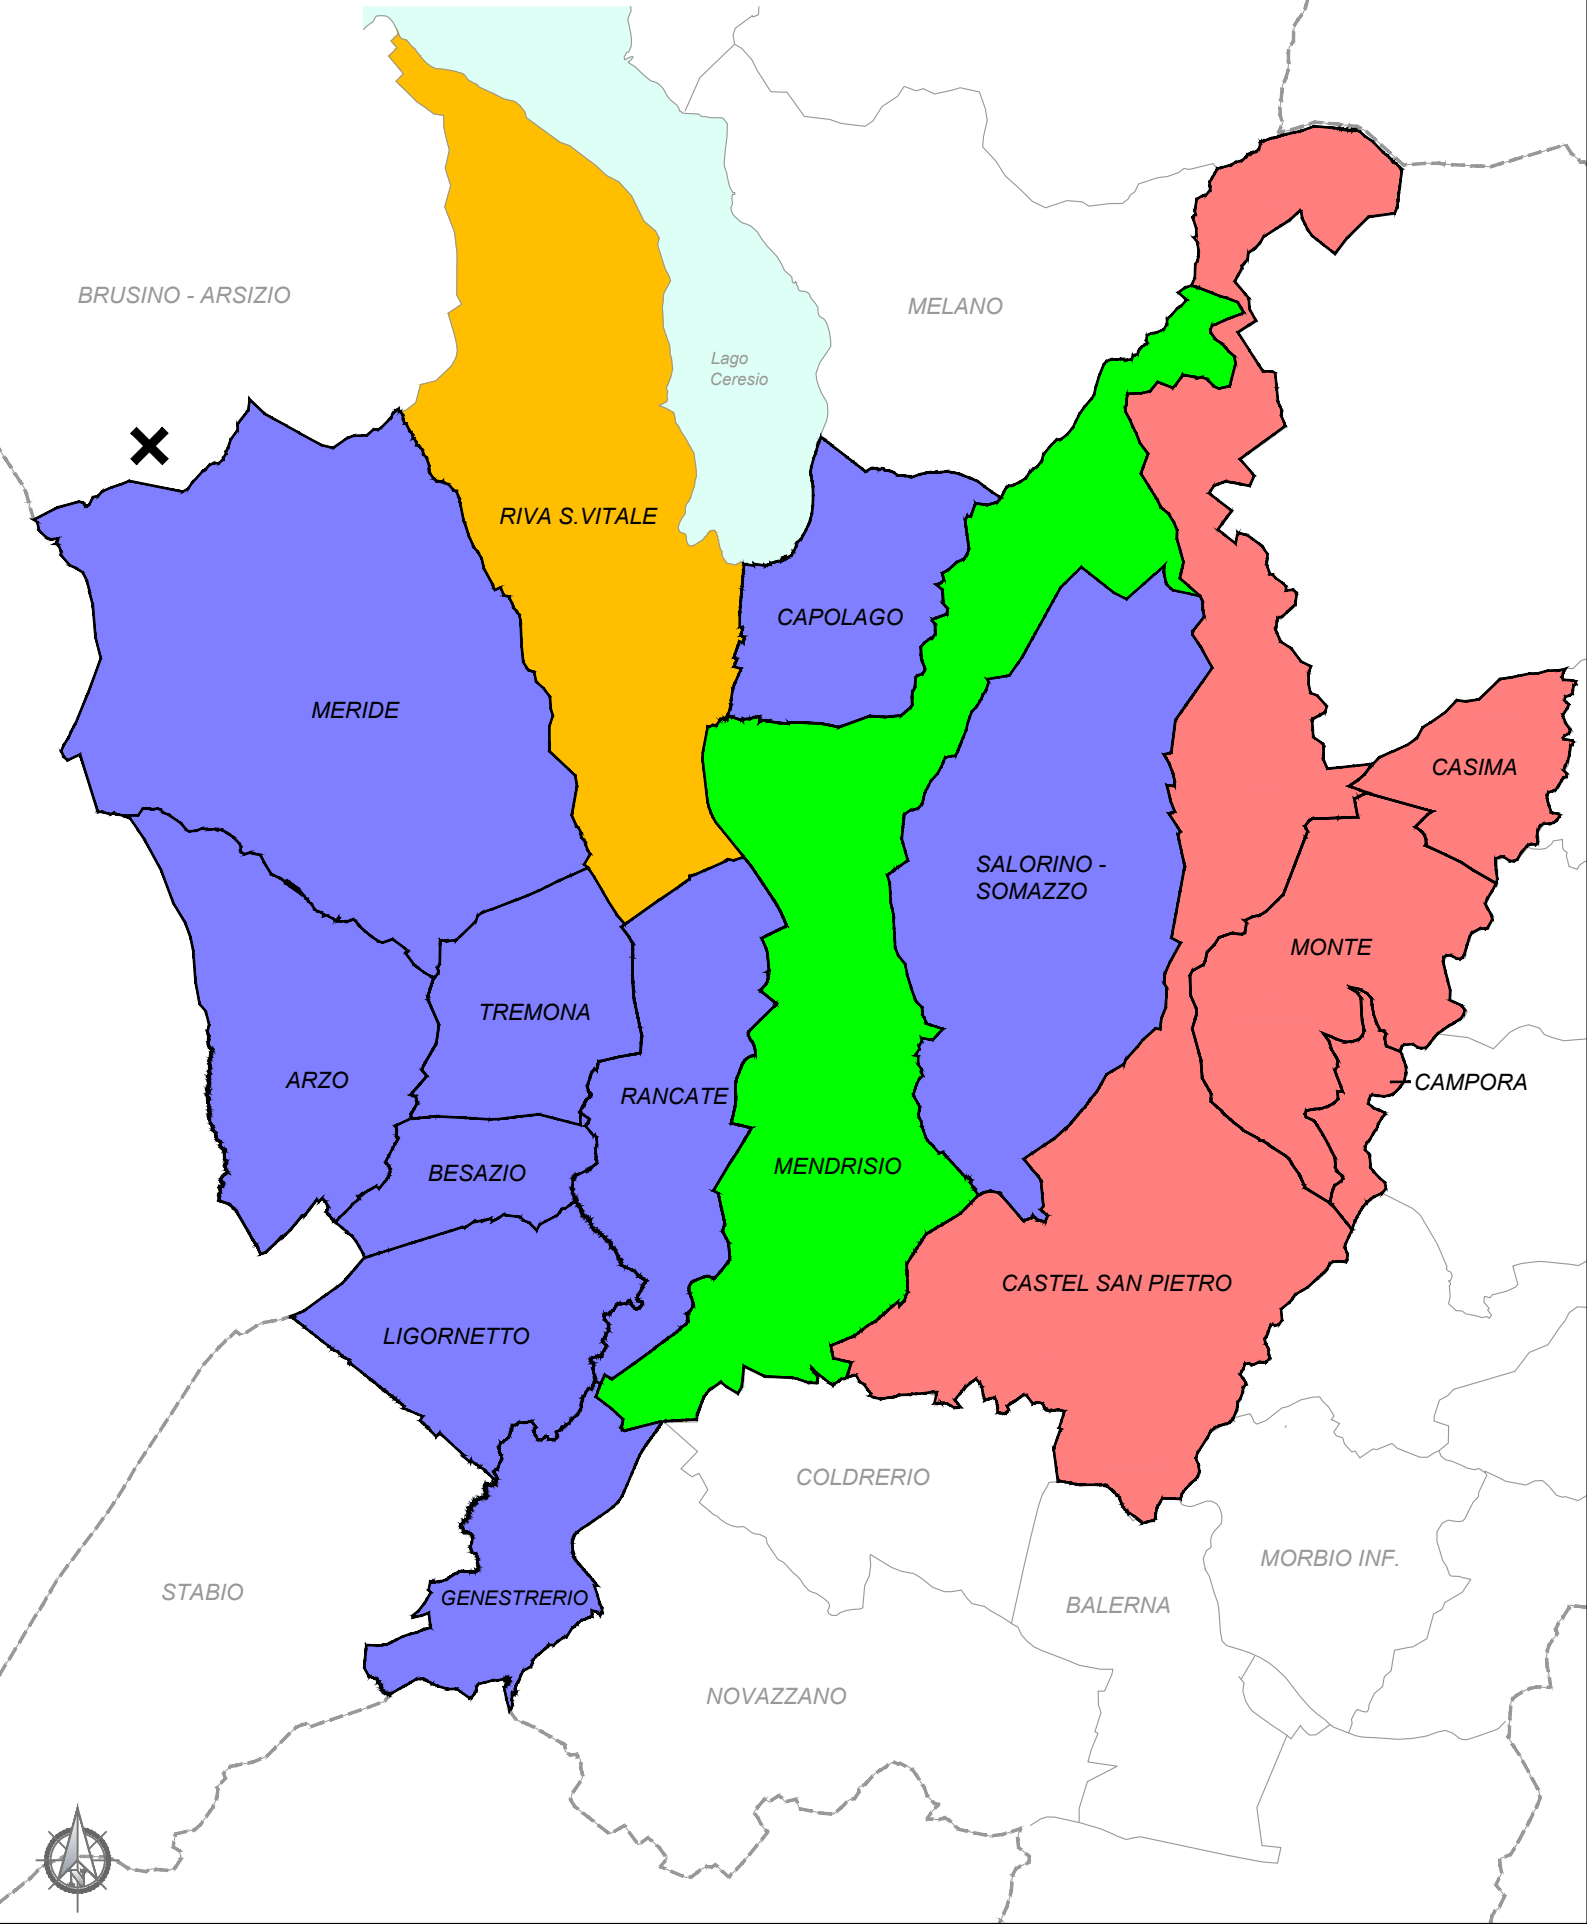 BRUSINO - ARSIZIO
MELANO
Lago
Ceresio
RIVA S.VITALE
CAPOLAGO
MERIDE
CASIMA
SALORINO -
SOMAZZO
MONTE
TREMONA
ARZO
RANCATE
CAMPORA
BESAZIO
MENDRISIO
CASTEL SAN PIETRO
LIGORNETTO
COLDRERIO
MORBIO INF.
STABIO
GENESTRERIO
BALERNA
NOVAZZANO